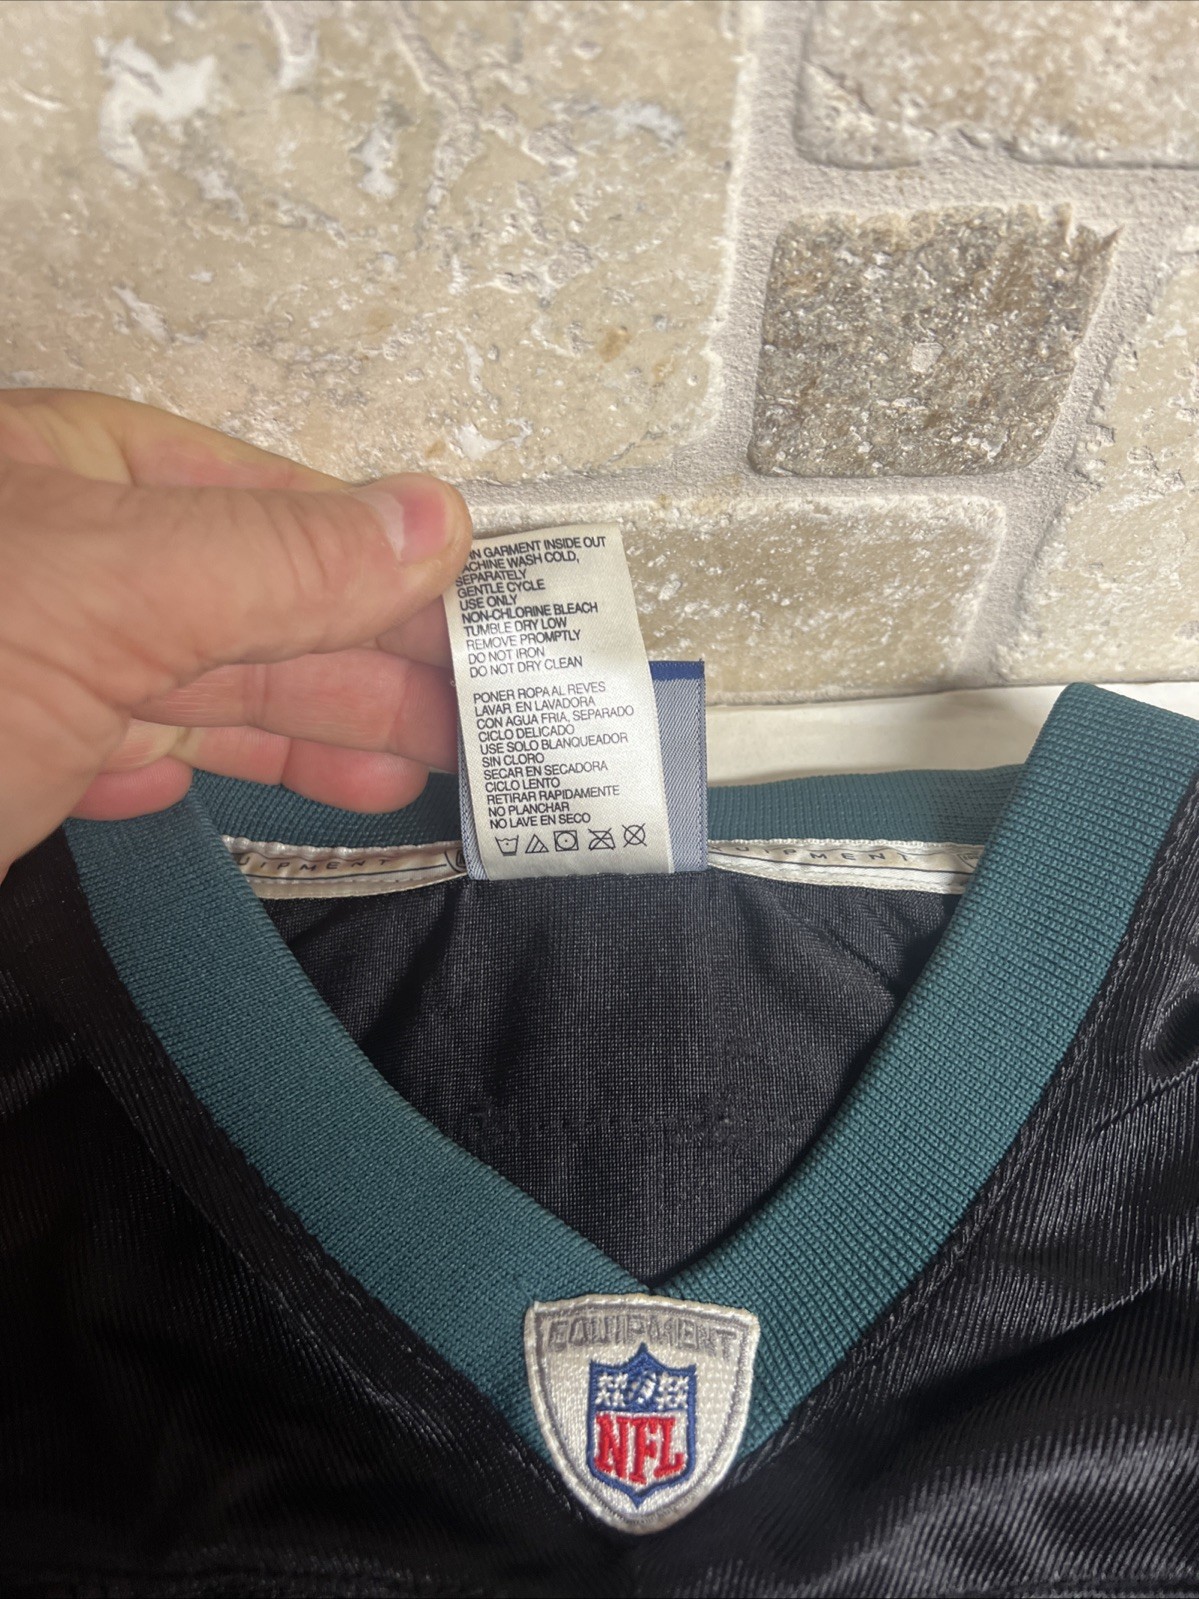 N GARMENT INSIDE OUT
ACHINE WASH COLD,
SEPARATELY
GENTLE CYCLE
USE ONLY
NON-CHLORINE BLEACH
TUMBLE DRY LOW
REMOVE PROMPTLY
DO NOT IRON
DO NOT DRY CLEAN
PONER ROPA AL REVES
LAVAR EN LAVADORA
CON AGUA FRIA, SEPARADO
CICLO DELICADO
USE SOLO BLANQUEADOR
SIN CLORO
SECAR EN SECADORA
CICLO LENTO
RETIRAR RAPIDAMENTE
NO PLANCHAR
NO LAVE EN SECO
UIPMENT
UIPMENT
EQUIPMENT
NFL